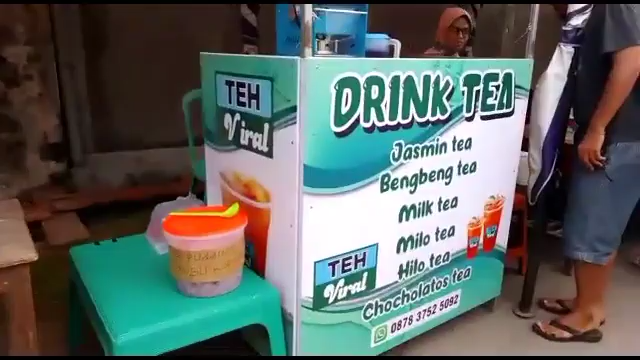 TEH
Viral
DRINK TEA
Jasmin tea
Bengbeng tea
Milk tea
Milo tea
Hilo tea
Chocholatos tea
TEH
Viral
0878 3752 5092